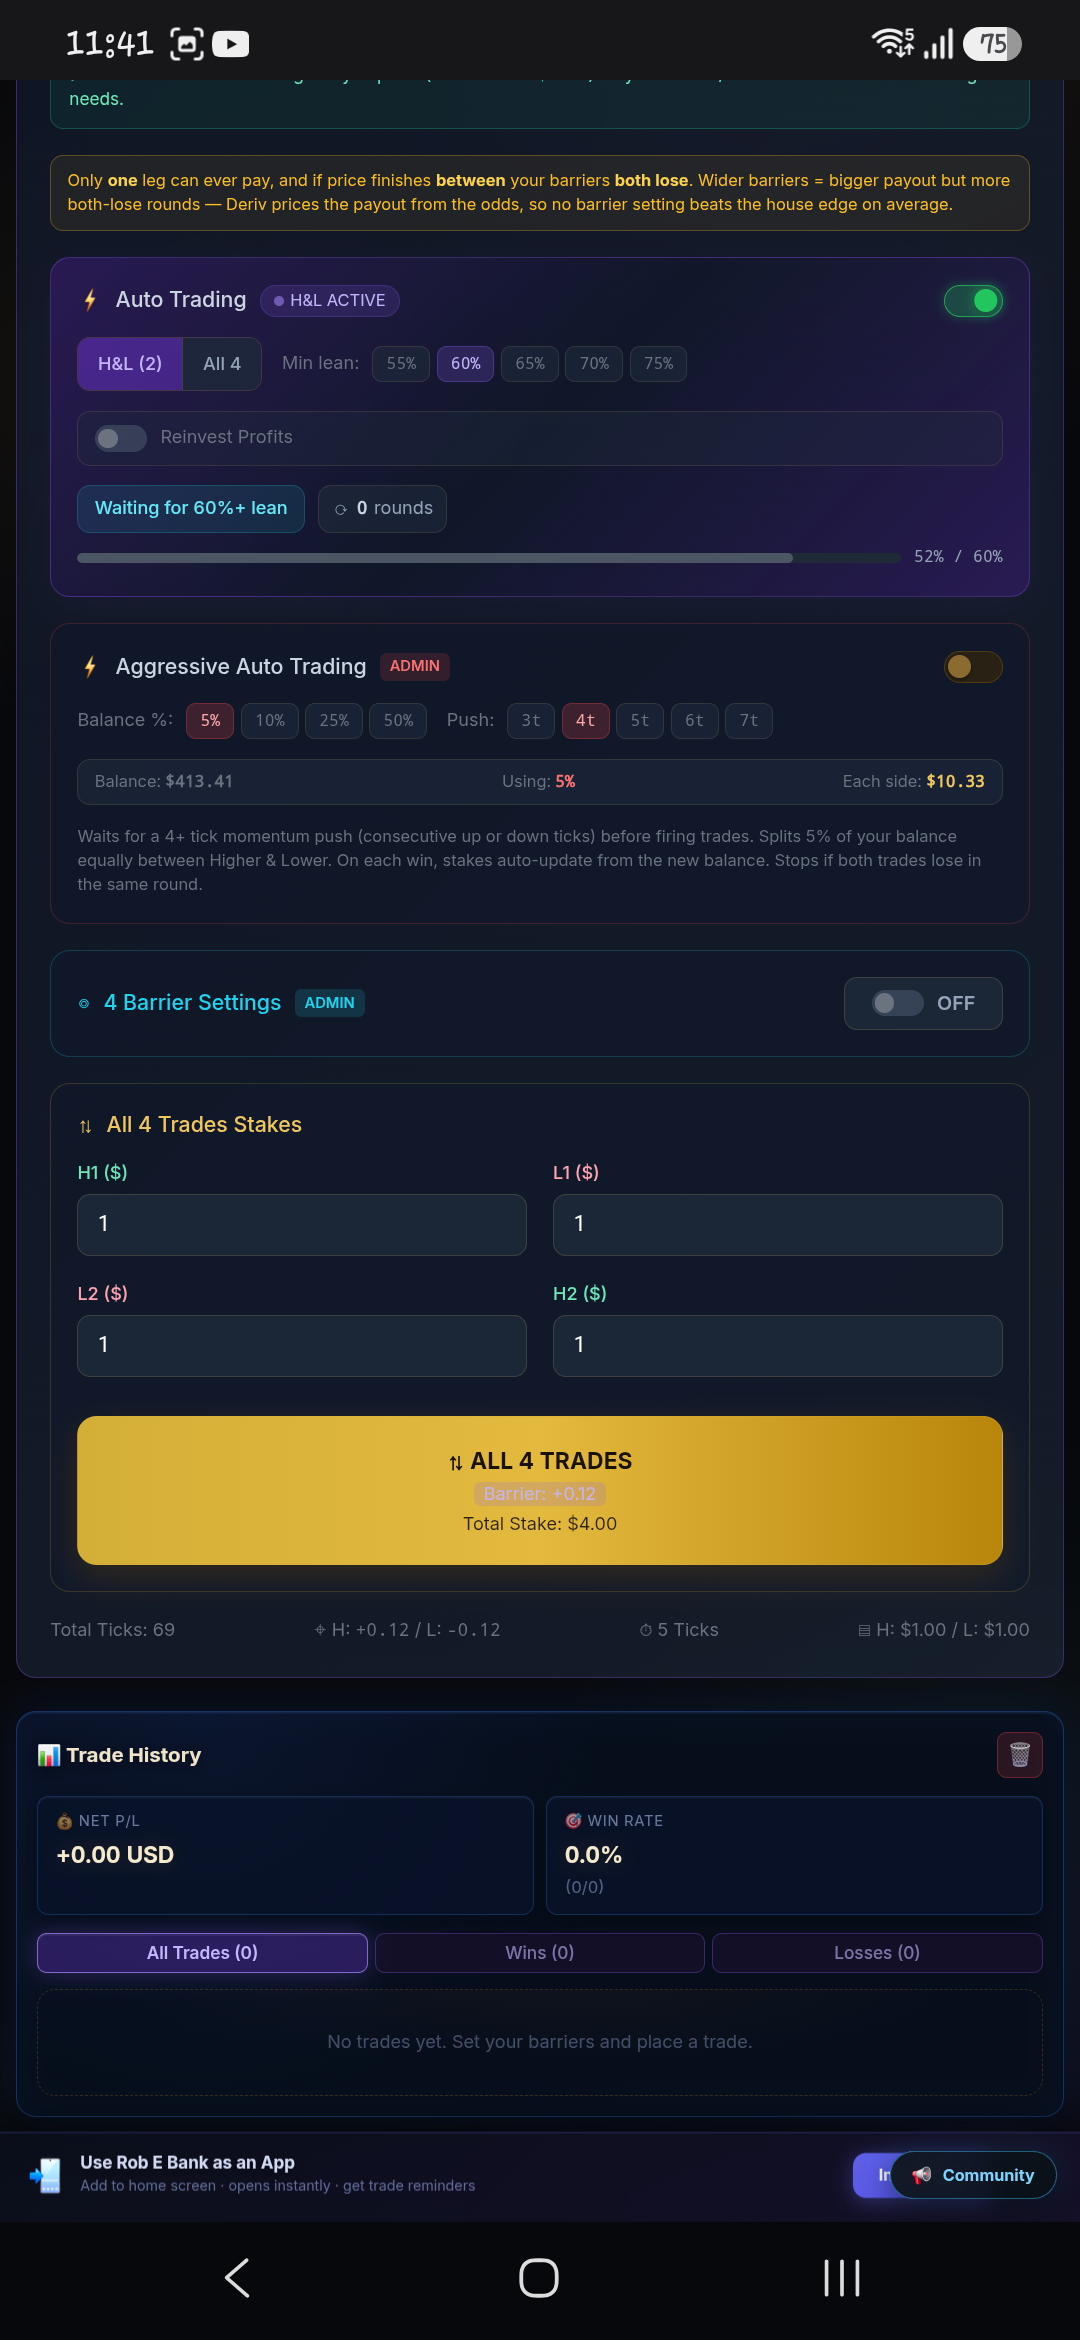 11:41
5
75
needs.
Only one leg can ever pay, and if price finishes between your barriers both lose. Wider barriers = bigger payout but more
both-lose rounds — Deriv prices the payout from the odds, so no barrier setting beats the house edge on average.
Auto Trading H&L ACTIVE
H&L (2) All 4 Min lean: 55% 60% 65% 70% 75%
Reinvest Profits
Waiting for 60%+ lean 0 rounds
52% / 60%
Aggressive Auto Trading ADMIN
Balance %: 5% 10% 25% 50% Push: 3t 4t 5t 6t 7t
Balance: $413.41 Using: 5% Each side: $10.33
Waits for a 4+ tick momentum push (consecutive up or down ticks) before firing trades. Splits 5% of your balance
equally between Higher & Lower. On each win, stakes auto-update from the new balance. Stops if both trades lose in
the same round.
4 Barrier Settings ADMIN OFF
All 4 Trades Stakes
H1 ($) L1 ($)
1 1
L2 ($) H2 ($)
1 1
ALL 4 TRADES
Barrier: +0.12
Total Stake: $4.00
Total Ticks: 69 H: +0.12 / L: -0.12 5 Ticks H: $1.00 / L: $1.00
Trade History
NET P/L
+0.00 USD
WIN RATE
0.0%
(0/0)
All Trades (0) Wins (0) Losses (0)
No trades yet. Set your barriers and place a trade.
Use Rob E Bank as an App
Add to home screen · opens instantly · get trade reminders
Community